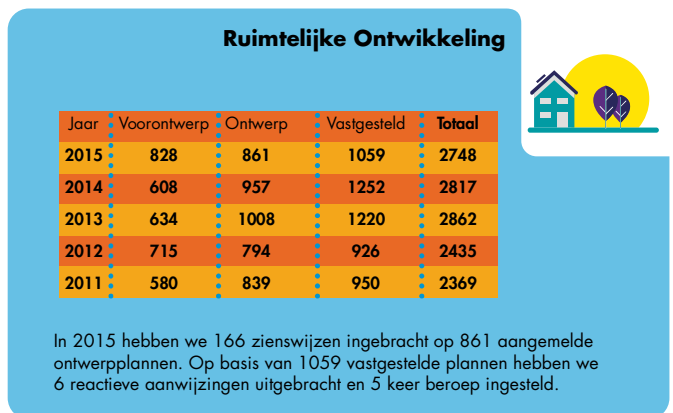 Ruimtelijke Ontwikkeling
Jaar Voorontwerp Ontwerp Vastgesteld Totaal
2015 828 861 1059 2748
2014 608 957 1252 2817
2013 634 1008 1220 2862
2012 715 794 926 2435
2011 580 839 950 2369
In 2015 hebben we 166 zienswijzen ingebracht op 861 aangemelde
ontwerpplannen. Op basis van 1059 vastgestelde plannen hebben we
6 reactieve aanwijzingen uitgebracht en 5 keer beroep ingesteld.